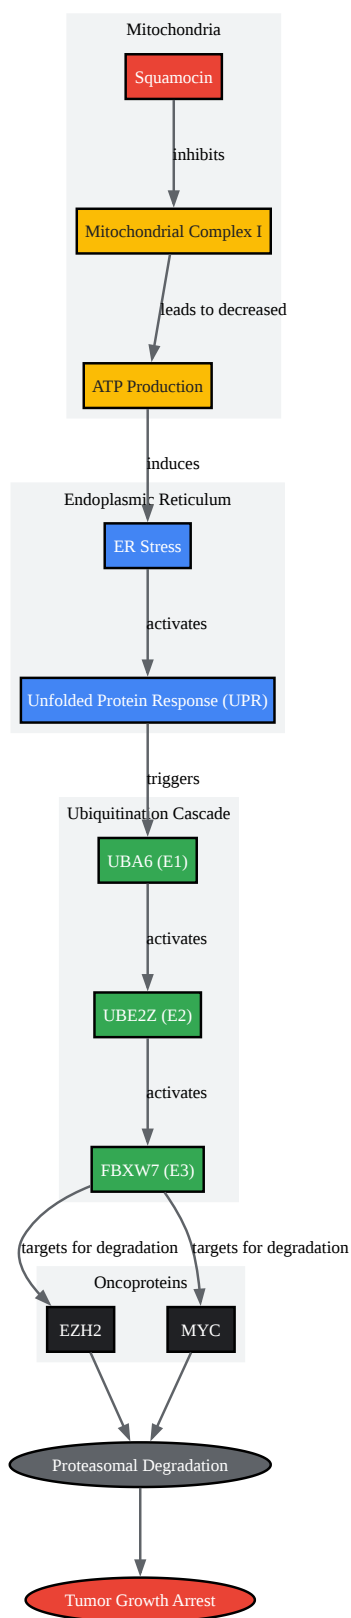 Mitochondria
Squamocin
inhibits
Mitochondrial Complex I
leads to decreased
ATP Production
induces
Endoplasmic Reticulum
ER Stress
activates
Unfolded Protein Response (UPR)
triggers
Ubiquitination Cascade
UBA6 (E1)
activates
UBE2Z (E2)
activates
FBXW7 (E3)
targets for degradation
targets for degradation
Oncoproteins
EZH2
MYC
Proteasomal Degradation
Tumor Growth Arrest